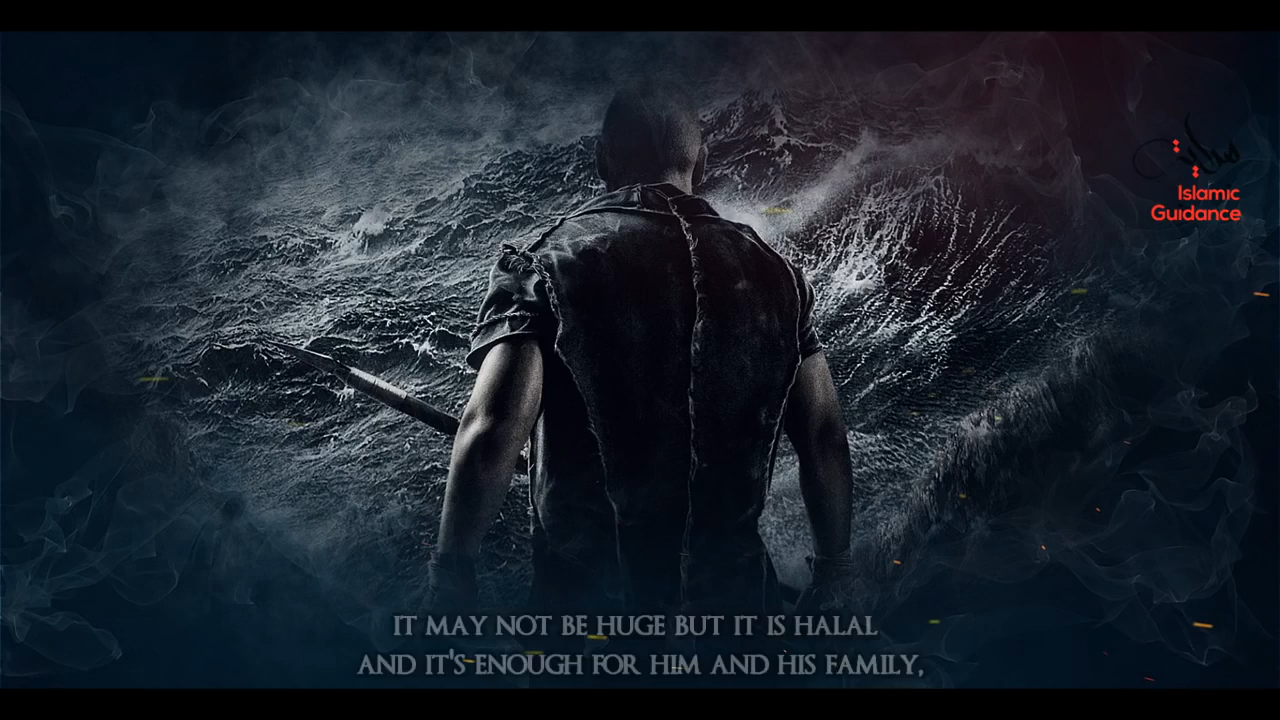 Islamic
Guidance
IT MAY NOT BE HUGE BUT IT IS HALAL
AND IT'S ENOUGH FOR HIM AND HIS FAMILY,